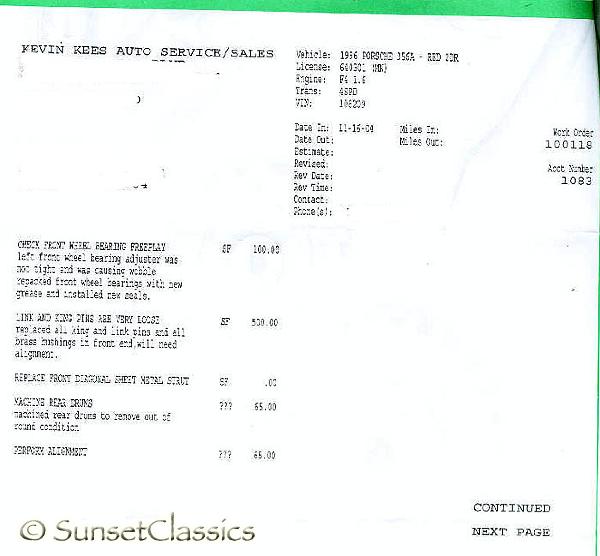 KEVIN KEES AUTO SERVICE/SALES
Vehicle: 1956 PORSCHE 356A - RED 2DR
License: 640301 (MN)
Engine: F4 1.6
Trans: 4SPD
VIN: 108209
Date In: 11-16-04 Miles In:
Date Out: Miles Out:
Estimate:
Revised:
Rev Date:
Rev Time:
Contact:
Phone(s):
Work Order
100118
Acct Number
1083
CHECK FRONT WHEEL BEARING FREEPLAY SF 100.00
left front wheel bearing adjuster was
not tight and was causing wobble
repacked front wheel bearings with new
grease and installed new seals.
LINK AND KING PINS ARE VERY LOOSE SF 500.00
replaced all king and link pins and all
brass bushings in front end,will need
alignment.
REPLACE FRONT DIAGONAL SHEET METAL STRUT SF .00
MACHINE REAR DRUMS ??? 65.00
machined rear drums to remove out of
round condition
PERFORM ALIGNMENT ??? 65.00
CONTINUED
NEXT PAGE
© SunsetClassics